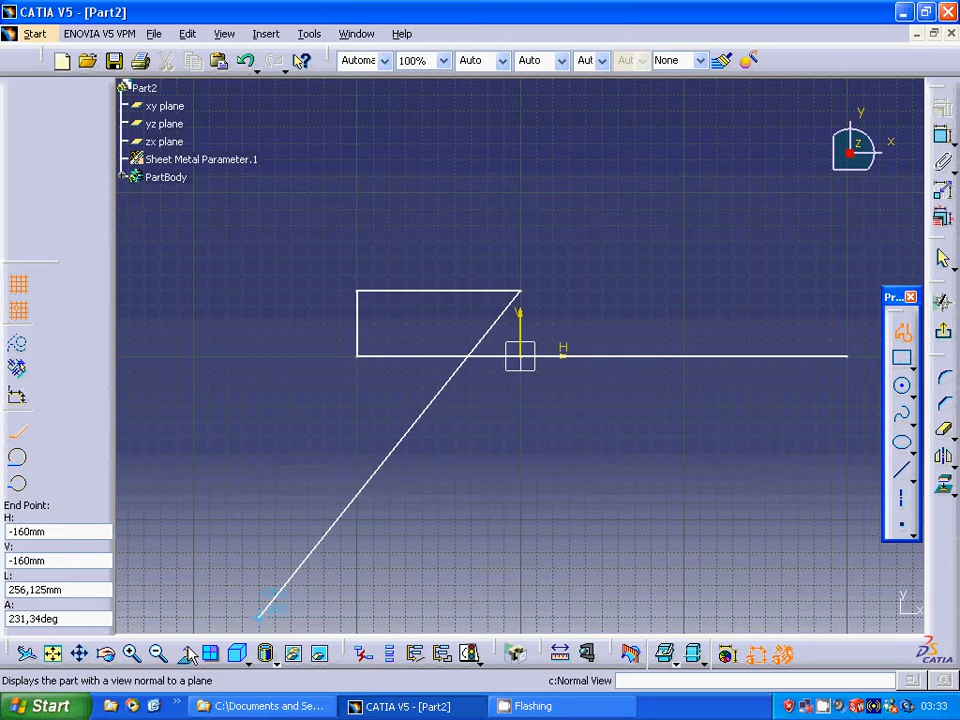 CATIA V5 - [Part2]
Start ENOVIA V5 VPM File Edit View Insert Tools Window Help
Automa 100% Auto Auto Aut Aut None
Part2
xy plane
yz plane
zx plane
Sheet Metal Parameter.1
PartBody
y
x
z
Pr...
V
H
End Point:
H:
-160mm
V:
-160mm
L:
256,125mm
A:
231,34deg
y
x
CATIA
Displays the part with a view normal to a plane
c:Normal View
Start C:\Documents and Se... CATIA V5 - [Part2] Flashing 03:33